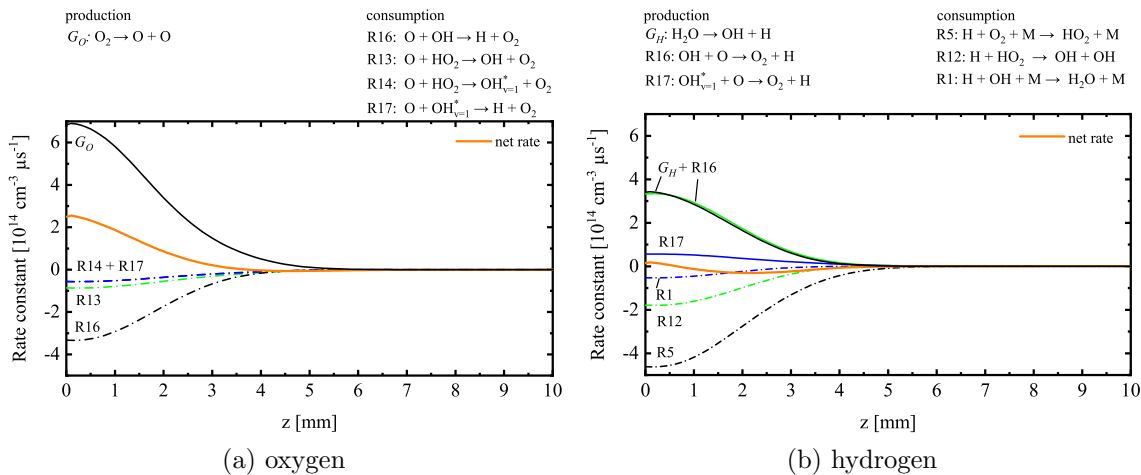 production
G_O: O₂ → O + O
consumption
R16: O + OH → H + O₂
R13: O + HO₂ → OH + O₂
R14: O + HO₂ → OH*ᵥ₌₁ + O₂
R17: O + OH*ᵥ₌₁ → H + O₂
Rate constant [10¹⁴ cm⁻³ µs⁻¹]
6
4
2
0
-2
-4
G_O
net rate
R14 + R17
R13
R16
0 1 2 3 4 5 6 7 8 9 10
z [mm]
(a) oxygen
production
G_H: H₂O → OH + H
R16: OH + O → O₂ + H
R17: OH*ᵥ₌₁ + O → O₂ + H
consumption
R5: H + O₂ + M → HO₂ + M
R12: H + HO₂ → OH + OH
R1: H + OH + M → H₂O + M
Rate constant [10¹⁴ cm⁻³ µs⁻¹]
6
4
2
0
-2
-4
G_H + R16
net rate
R17
R1
R12
R5
0 1 2 3 4 5 6 7 8 9 10
z [mm]
(b) hydrogen